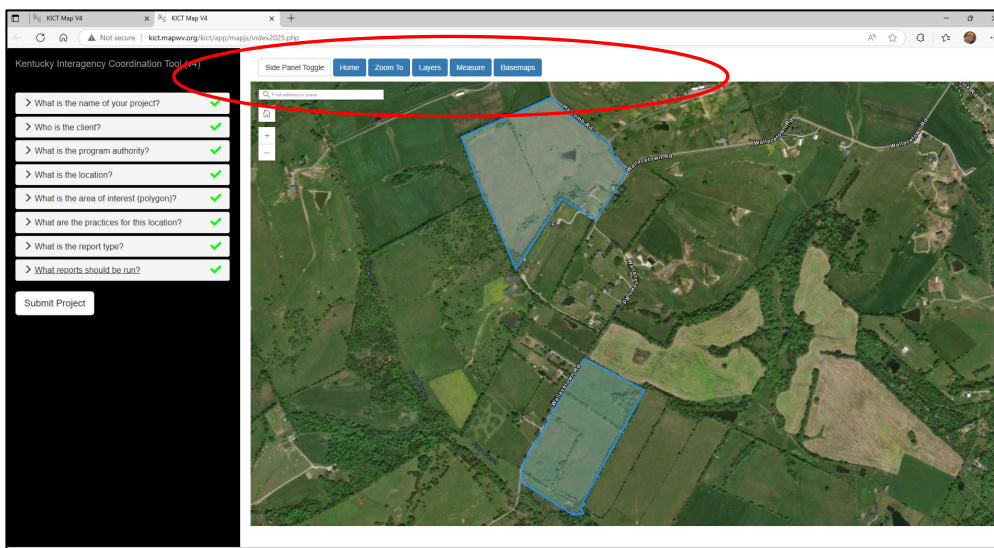 KICT Map V4
KICT Map V4
Not secure | kict.mapwv.org/kict/app/mapjs/index2025.php
Kentucky Interagency Coordination Tool (v4)
Side Panel Toggle
Home
Zoom To
Layers
Measure
Basemaps
Find address or place
What is the name of your project?
Who is the client?
What is the program authority?
What is the location?
What is the area of interest (polygon)?
What are the practices for this location?
What is the report type?
What reports should be run?
Submit Project
Wallacetown Rd
Wallacetown Rd
Wallacetown Rd